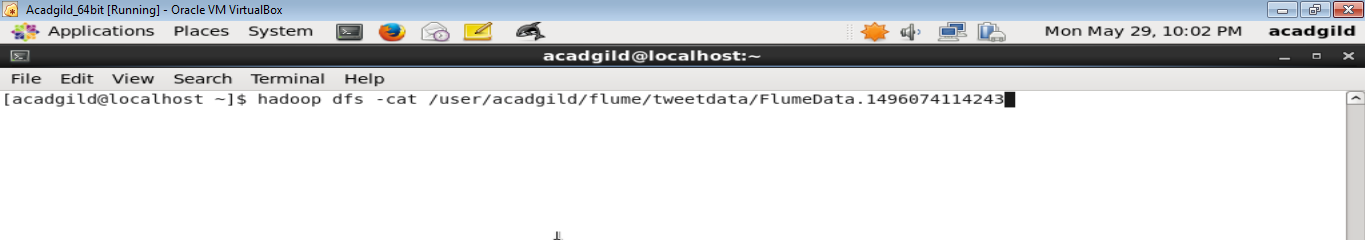 Acadgild_64bit [Running] - Oracle VM VirtualBox
Applications Places System Mon May 29, 10:02 PM acadgild
acadgild@localhost:~
File Edit View Search Terminal Help
[acadgild@localhost ~]$ hadoop dfs -cat /user/acadgild/flume/tweetdata/FlumeData.1496074114243